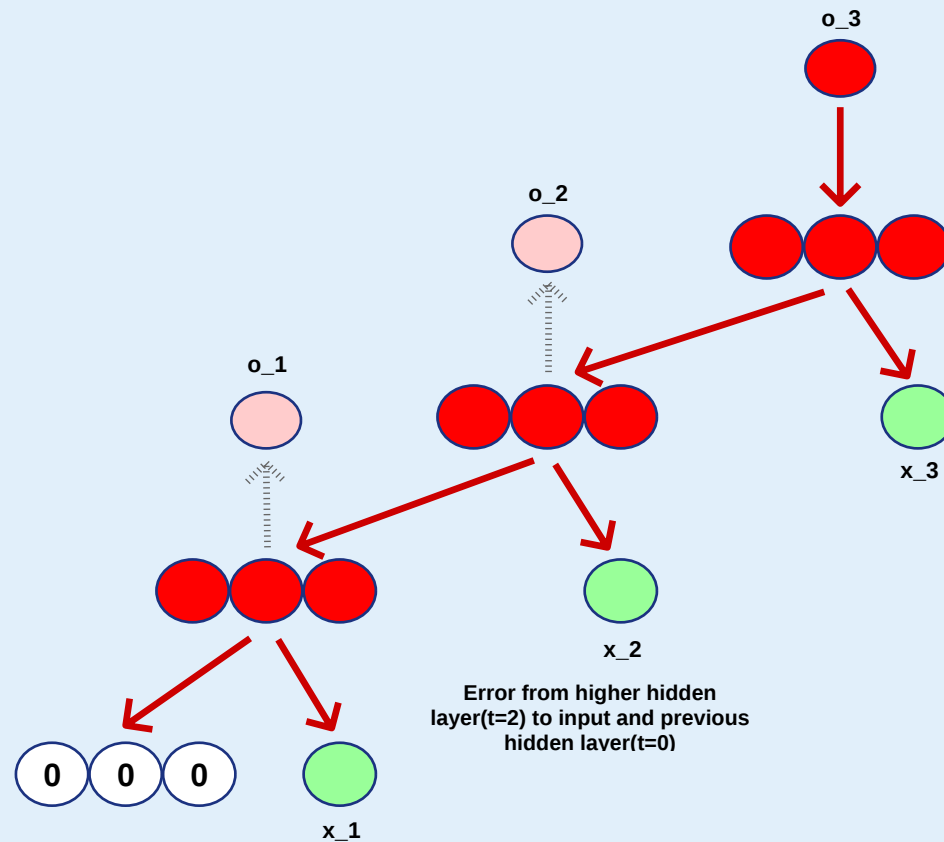 o_3
o_2
o_1
x_3
x_2
Error from higher hidden
layer(t=2) to input and previous
hidden layer(t=0)
0 0 0
x_1